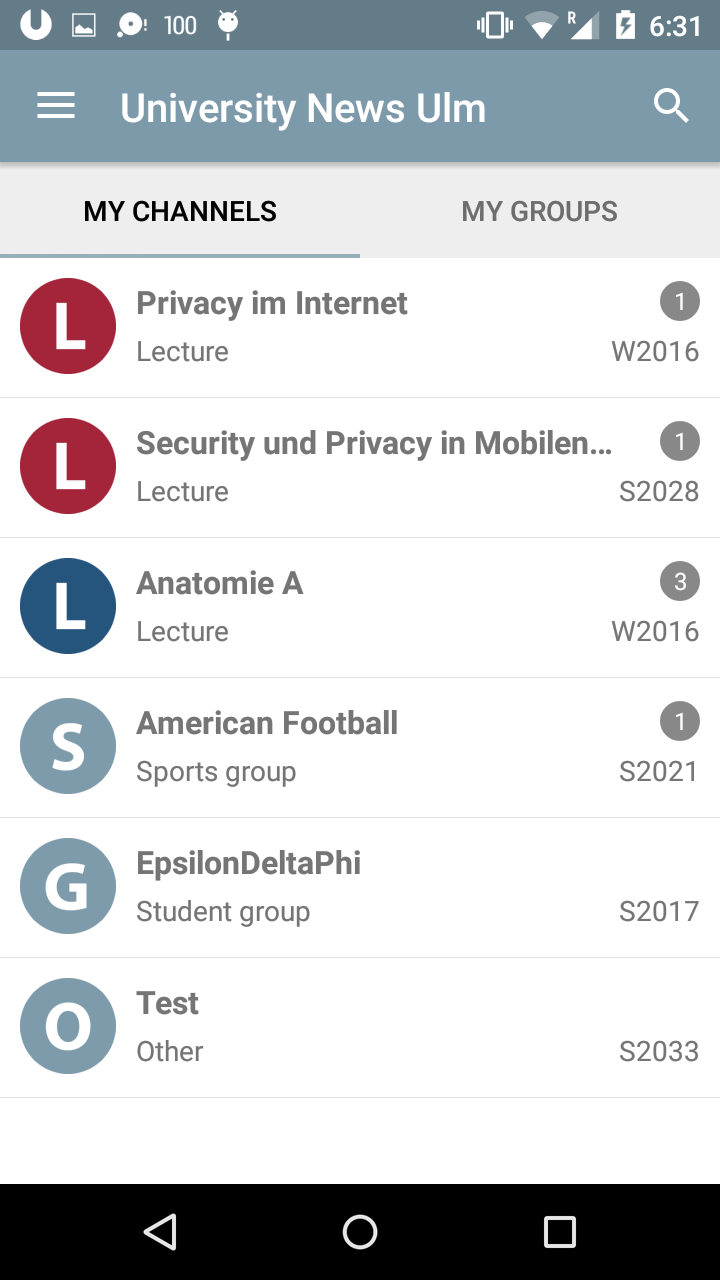 100 R 6:31
University News Ulm
MY CHANNELS MY GROUPS
L Privacy im Internet 1
Lecture W2016
L Security und Privacy in Mobilen... 1
Lecture S2028
L Anatomie A 3
Lecture W2016
S American Football 1
Sports group S2021
G EpsilonDeltaPhi
Student group S2017
O Test
Other S2033